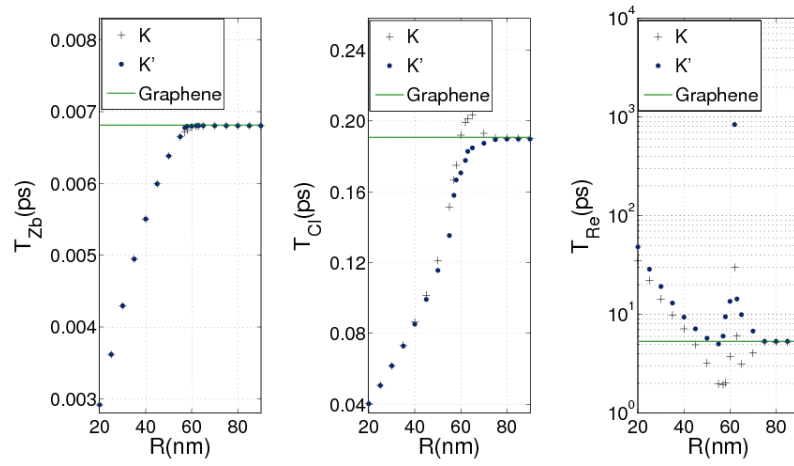 0.008
0.007
0.006
0.005
0.004
0.003
T_Zb(ps)
K
K'
Graphene
20 40 60 80
R(nm)
0.24
0.20
0.16
0.12
0.08
0.04
T_Cl(ps)
K
K'
Graphene
20 40 60 80
R(nm)
10^4
10^3
10^2
10^1
10^0
T_Re(ps)
K
K'
Graphene
20 40 60 80
R(nm)